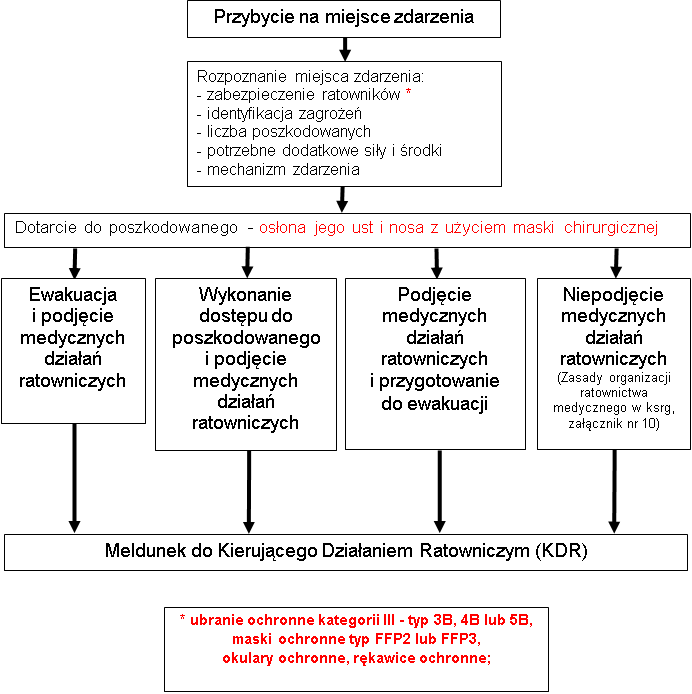 Przybycie na miejsce zdarzenia
Rozpoznanie miejsca zdarzenia:
- zabezpieczenie ratowników *
- identyfikacja zagrożeń
- liczba poszkodowanych
- potrzebne dodatkowe siły i środki
- mechanizm zdarzenia
Dotarcie do poszkodowanego - osłona jego ust i nosa z użyciem maski chirurgicznej
Ewakuacja
i podjęcie
medycznych
działań
ratowniczych
Wykonanie
dostępu do
poszkodowanego
i podjęcie
medycznych
działań
ratowniczych
Podjęcie
medycznych
działań
ratowniczych
i przygotowanie
do ewakuacji
Niepodjęcie
medycznych
działań
ratowniczych
(Zasady organizacji
ratownictwa
medycznego w ksrg,
załącznik nr 10)
Meldunek do Kierującego Działaniem Ratowniczym (KDR)
* ubranie ochronne kategorii III - typ 3B, 4B lub 5B,
maski ochronne typ FFP2 lub FFP3,
okulary ochronne, rękawice ochronne;